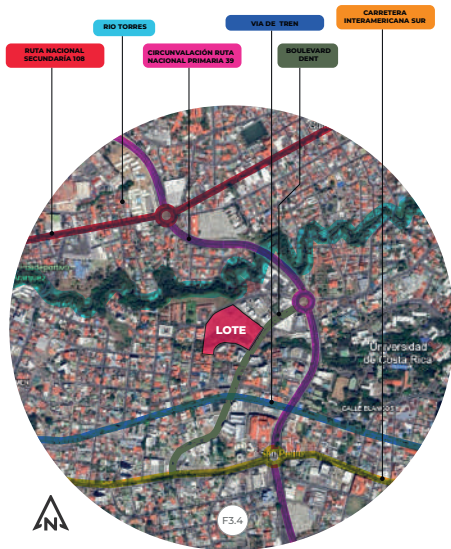 CARRETERA
INTERAMERICANA SUR
RIO TORRES
VIA DE TREN
RUTA NACIONAL
SECUNDARÍA 108
CIRCUNVALACIÓN RUTA
NACIONAL PRIMARIA 39
BOULEVARD
DENT
LOTE
Universidad
de Costa Rica
San Pedro
F3.4
N